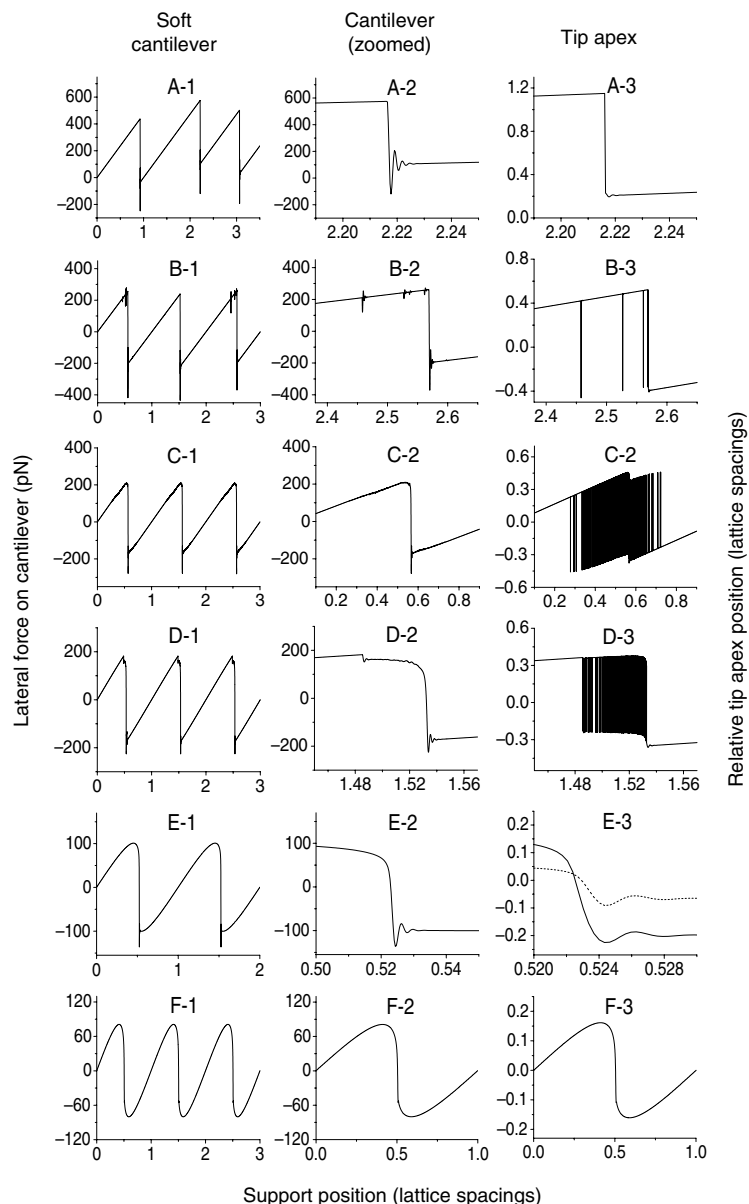 Soft
cantilever
Cantilever
(zoomed)
Tip apex
Lateral force on cantilever (pN)
Relative tip apex position (lattice spacings)
A-1
600
400
200
0
−200
0 1 2 3
A-2
600
400
200
0
−200
2.20 2.22 2.24
A-3
1.2
0.8
0.4
0.0
2.20 2.22 2.24
B-1
400
200
0
−200
−400
0 1 2 3
B-2
400
200
0
−200
−400
2.4 2.5 2.6
B-3
0.8
0.4
0.0
−0.4
2.4 2.5 2.6
C-1
400
200
0
−200
0 1 2 3
C-2
400
200
0
−200
0.2 0.4 0.6 0.8
C-2
0.6
0.3
0.0
−0.3
−0.6
0.2 0.4 0.6 0.8
D-1
200
0
−200
0 1 2 3
D-2
200
0
−200
1.48 1.52 1.56
D-3
0.6
0.3
0.0
−0.3
1.48 1.52 1.56
E-1
100
0
−100
0 1 2
E-2
100
0
−100
0.50 0.52 0.54
E-3
0.2
0.1
0.0
−0.1
−0.2
0.520 0.524 0.528
F-1
120
60
0
−60
−120
0 1 2 3
F-2
120
60
0
−60
−120
0.0 0.5 1.0
F-3
0.2
0.1
0.0
−0.1
−0.2
0.0 0.5 1.0
Support position (lattice spacings)